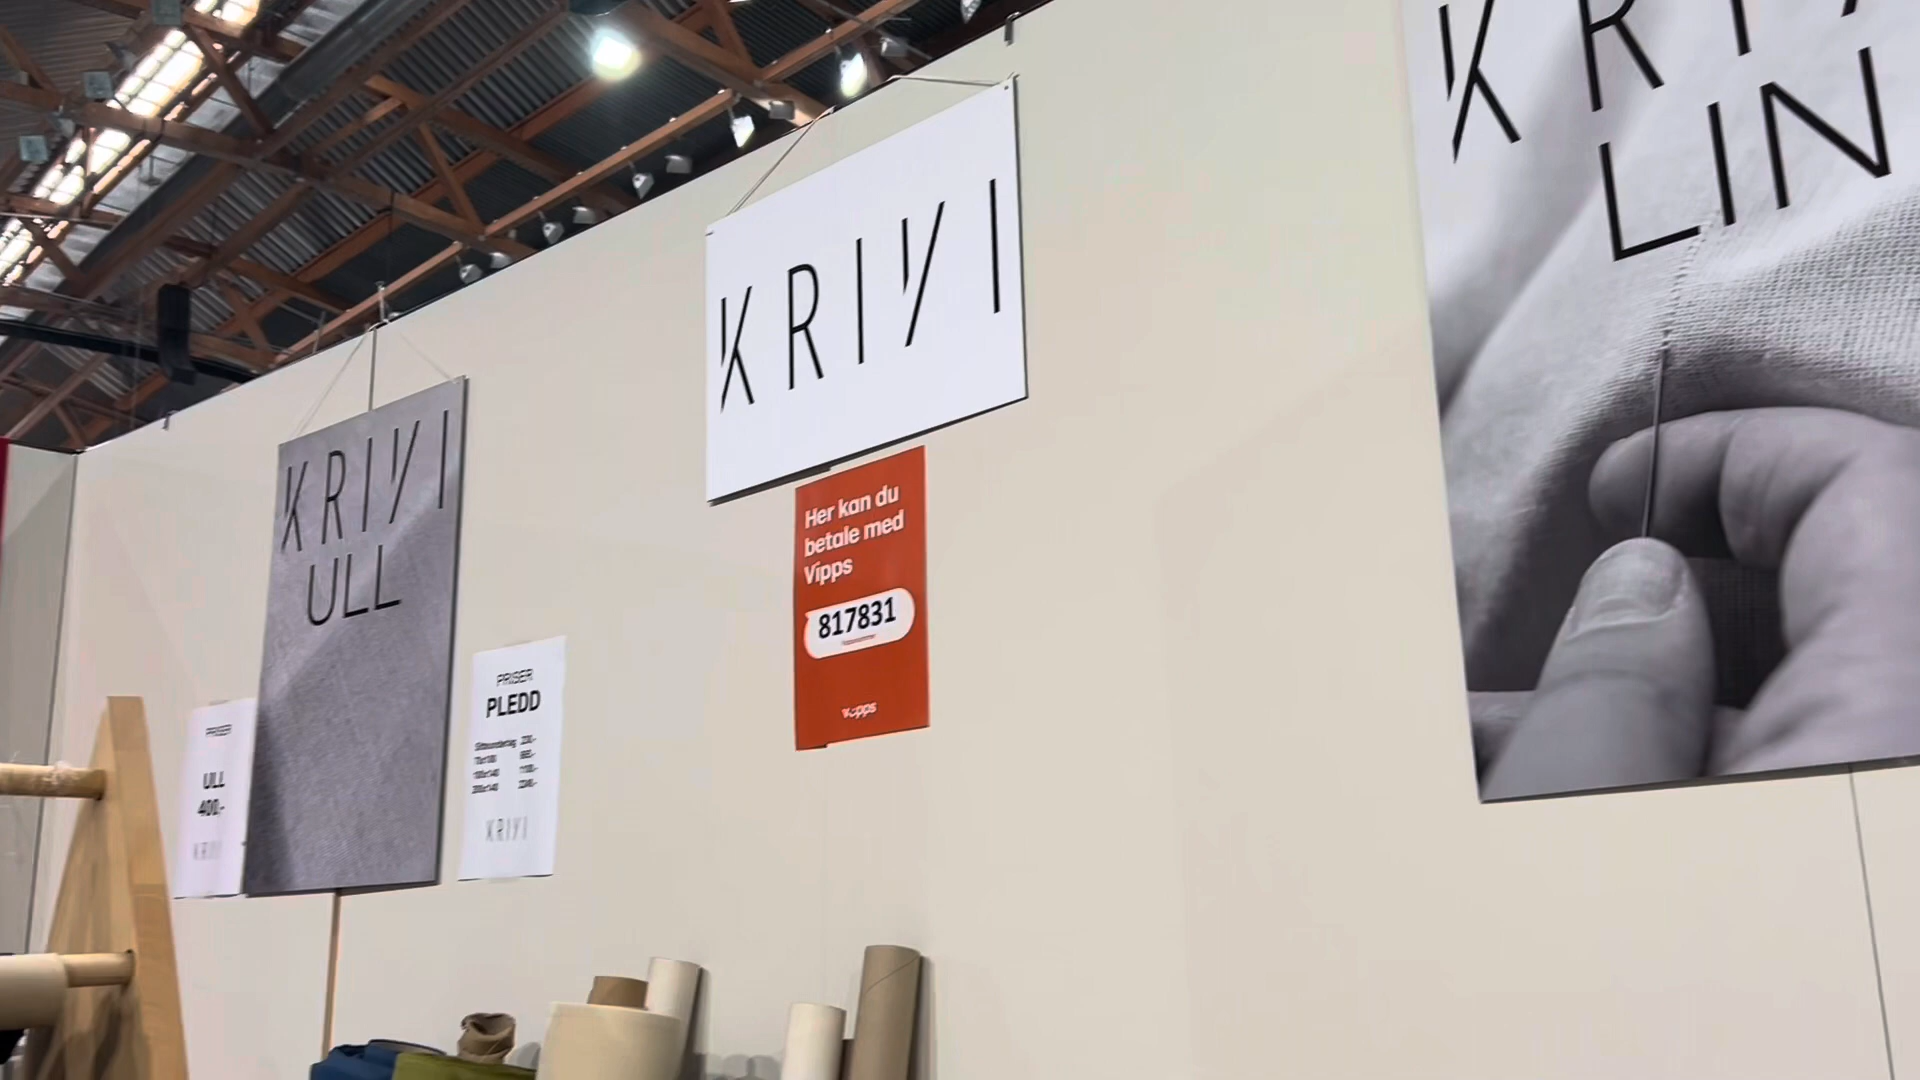 KRIVI
ULL
PRISER
ULL
400,-
KRIVI
PRISER
PLEDD
Sitteunderlag
KRIVI
KRIVI
Her kan du
betale med
Vipps
817831
vipps
LIN